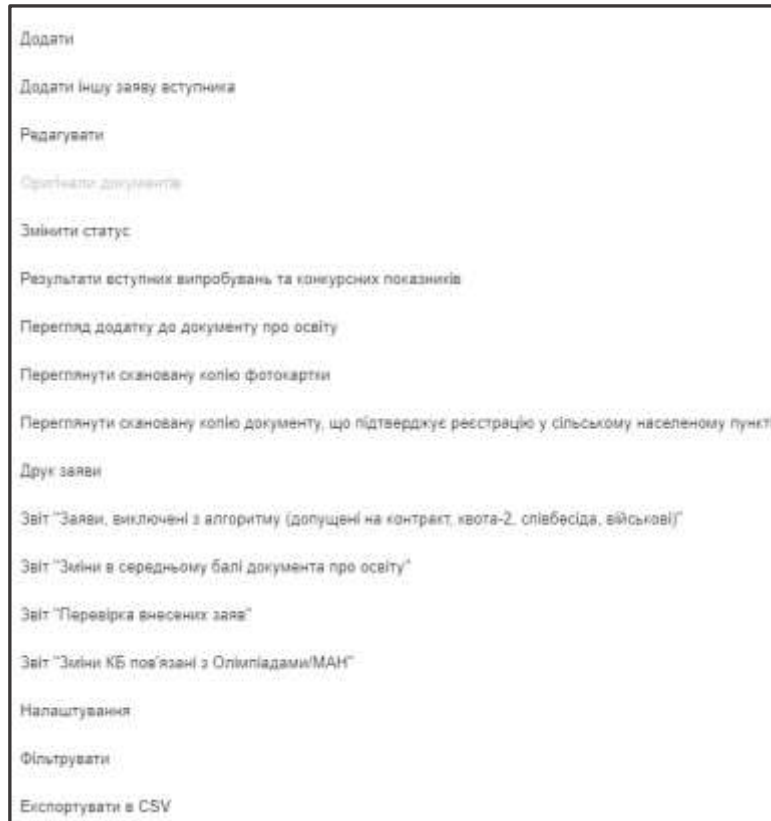 Додати
Додати іншу заяву вступника
Редагувати
Оригінали документів
Змінити статус
Результати вступних випробувань та конкурсних показників
Перегляд додатку до документу про освіту
Переглянути скановану копію фотокартки
Переглянути скановану копію документу, що підтверджує реєстрацію у сільському населеному пункті
Друк заяви
Звіт "Заяви, виключені з алгоритму (допущені на контракт, квота-2, співбесіда, військові)"
Звіт "Зміни в середньому балі документа про освіту"
Звіт "Перевірка внесених заяв"
Звіт "Зміни КБ пов'язані з Олімпіадами/МАН"
Налаштування
Фільтрувати
Експортувати в CSV